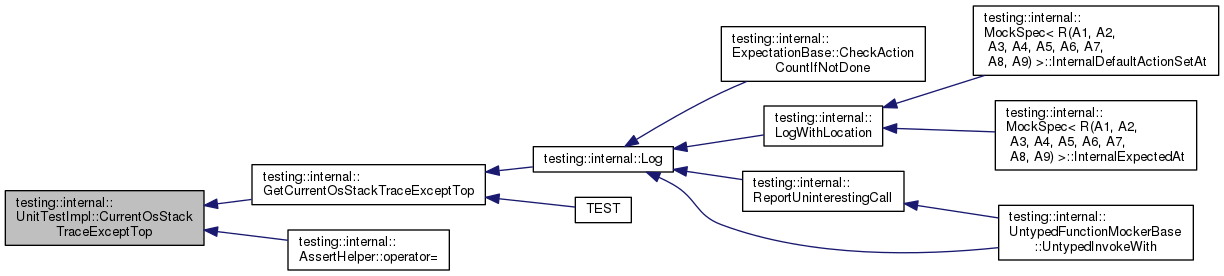 testing::internal::
UnitTestImpl::CurrentOsStack
TraceExceptTop
testing::internal::
GetCurrentOsStackTraceExceptTop
testing::internal::
AssertHelper::operator=
testing::internal::Log
TEST
testing::internal::
ExpectationBase::CheckAction
CountIfNotDone
testing::internal::
LogWithLocation
testing::internal::
ReportUninterestingCall
testing::internal::
MockSpec< R(A1, A2,
A3, A4, A5, A6, A7,
A8, A9) >::InternalDefaultActionSetAt
testing::internal::
MockSpec< R(A1, A2,
A3, A4, A5, A6, A7,
A8, A9) >::InternalExpectedAt
testing::internal::
UntypedFunctionMockerBase
::UntypedInvokeWith